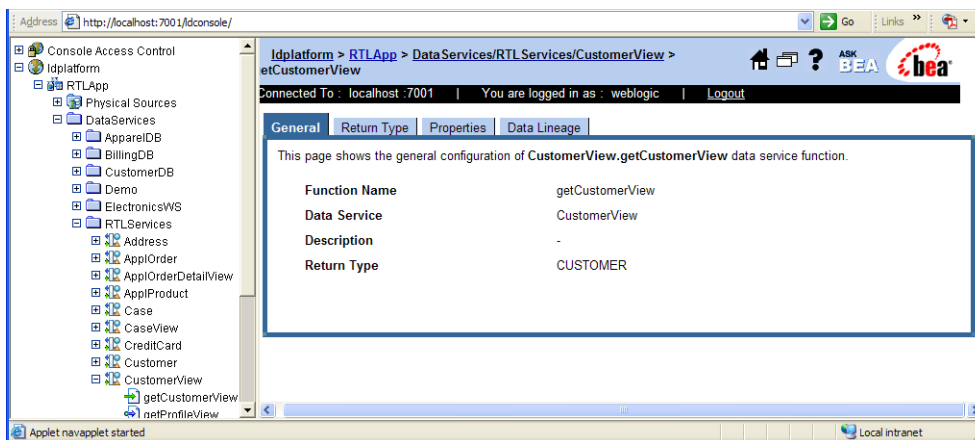 Address http://localhost:7001/ldconsole/ Go Links »
Console Access Control
ldplatform
RTLApp
Physical Sources
DataServices
ApparelDB
BillingDB
CustomerDB
Demo
ElectronicsWS
RTLServices
Address
ApplOrder
ApplOrderDetailView
ApplProduct
Case
CaseView
CreditCard
Customer
CustomerView
getCustomerView
getProfileView
ldplatform > RTLApp > DataServices/RTLServices/CustomerView >
etCustomerView
? ASK BEA bea
Connected To : localhost :7001 | You are logged in as : weblogic | Logout
General Return Type Properties Data Lineage
This page shows the general configuration of CustomerView.getCustomerView data service function.
Function Name getCustomerView
Data Service CustomerView
Description -
Return Type CUSTOMER
Applet navapplet started Local intranet